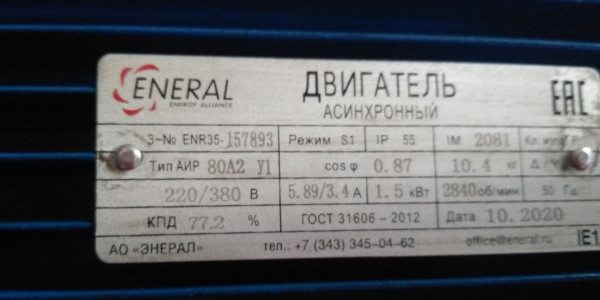 ENERAL
ENERGY ALLIANCE
ДВИГАТЕЛЬ
АСИНХРОННЫЙ
EAC
3~№ ENR35-157893 Режим S1 IP 55 IM 2081 Кл. изол.
Тип АИР 80А2 У1 cos φ 0.87 10.4 кг Δ / Y
220/380 В 5.89/3.4 А 1.5 кВт 2840 об/мин 50 Гц
КПД 77.2 % ГОСТ 31606 – 2012 Дата 10.2020
АО «ЭНЕРАЛ» тел.: +7 (343) 345-04-62 office@eneral.ru IE1